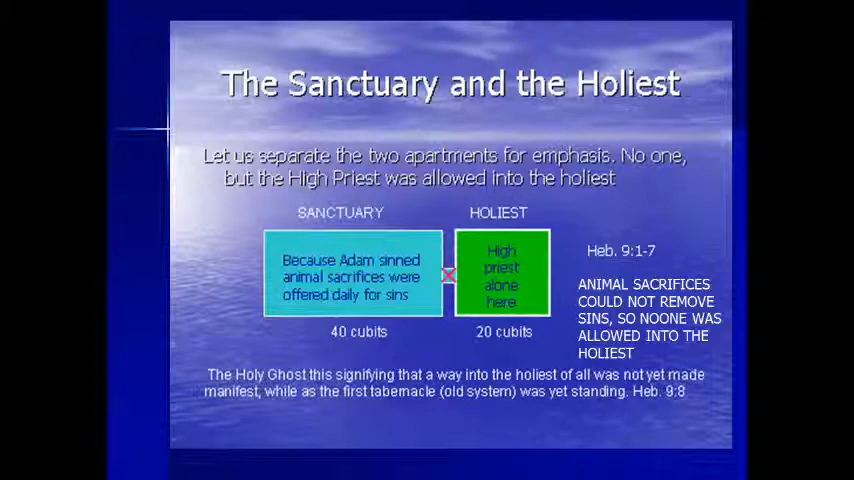 The Sanctuary and the Holiest
Let us separate the two apartments for emphasis. No one,
but the High Priest was allowed into the holiest
SANCTUARY
HOLIEST
Because Adam sinned
animal sacrifices were
offered daily for sins
High
priest
alone
here
Heb. 9:1-7
ANIMAL SACRIFICES
COULD NOT REMOVE
SINS, SO NOONE WAS
ALLOWED INTO THE
HOLIEST
40 cubits
20 cubits
The Holy Ghost this signifying that a way into the holiest of all was not yet made
manifest, while as the first tabernacle (old system) was yet standing. Heb. 9:8